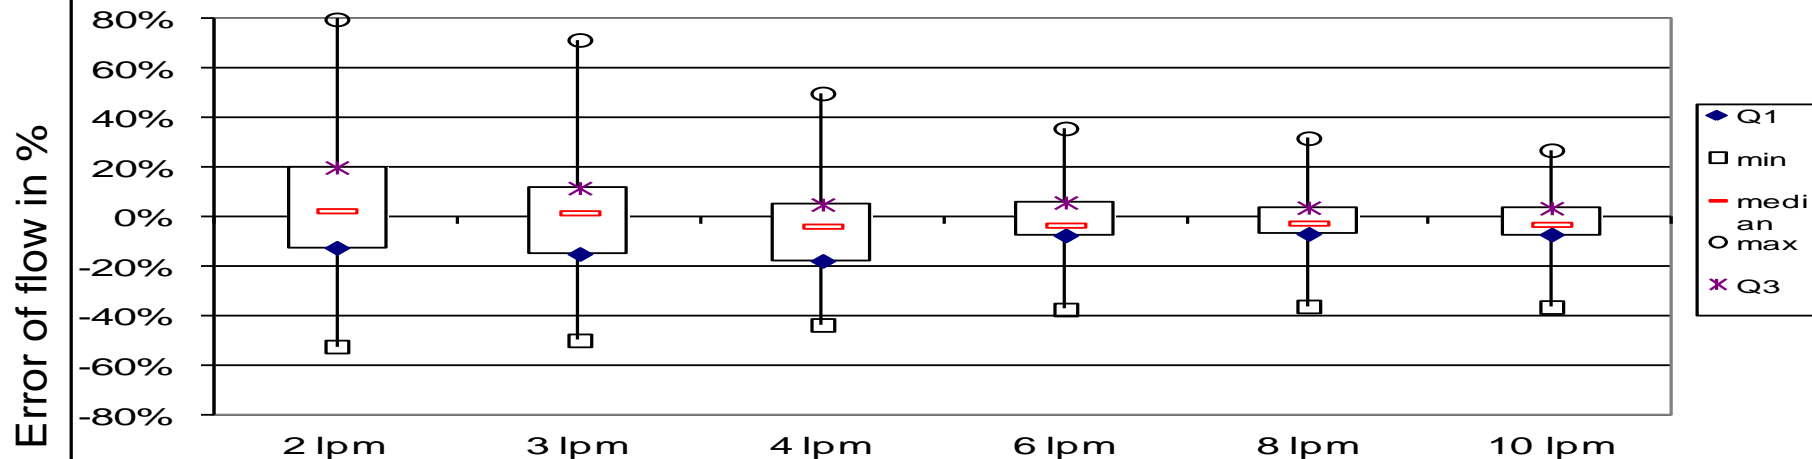 Error of flow in %
80%
60%
40%
20%
0%
-20%
-40%
-60%
-80%
2 lpm 3 lpm 4 lpm 6 lpm 8 lpm 10 lpm
Q1
min
medi
an
max
Q3